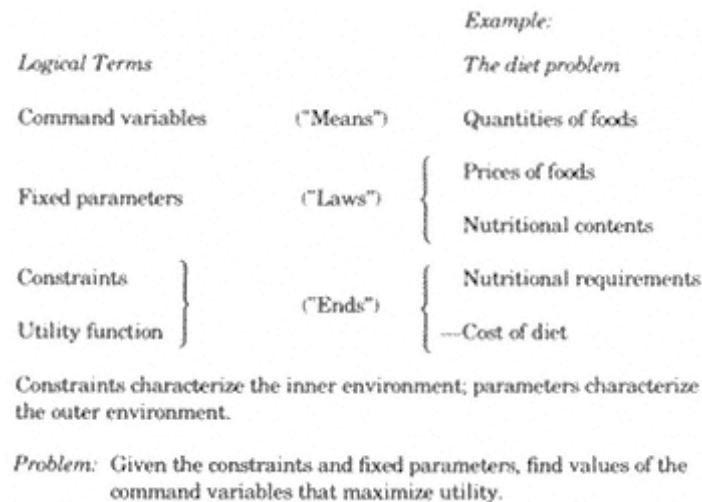 Example:
Logical Terms The diet problem
Command variables ("Means") Quantities of foods
Prices of foods
Fixed parameters ("Laws")
Nutritional contents
Constraints Nutritional requirements
("Ends")
Utility function —Cost of diet
Constraints characterize the inner environment; parameters characterize
the outer environment.
Problem: Given the constraints and fixed parameters, find values of the
command variables that maximize utility.